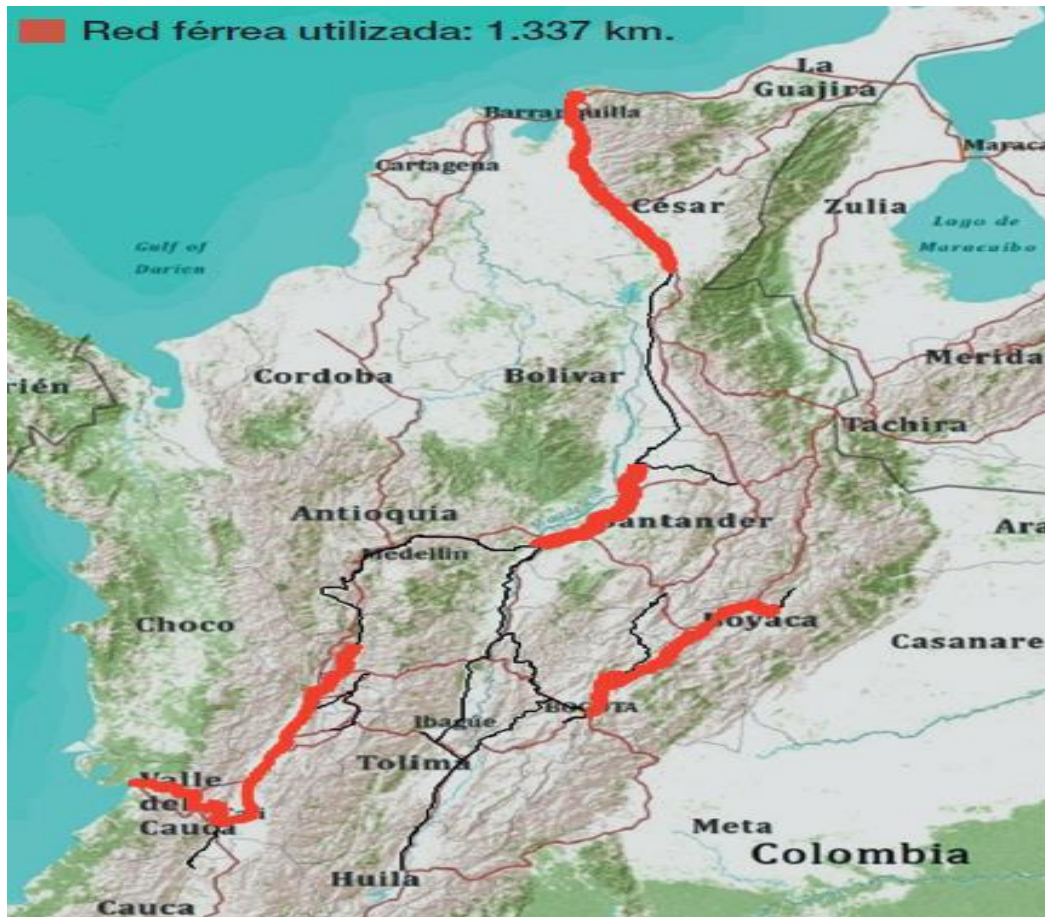 Red férrea utilizada: 1.337 km.
La
Guajira
Barranquilla
Maraca
Cartagena
César
Zulia
Lago de
Maracaibo
Gulf of
Darien
Merida
rién
Cordoba
Bolivar
Tachira
Antioquia
Santander
Ara
Medellin
Choco
Boyaca
Casanare
BOGOTA
Ibagüe
Tolima
Valle
del
Cauca
Meta
Colombia
Huila
Cauca